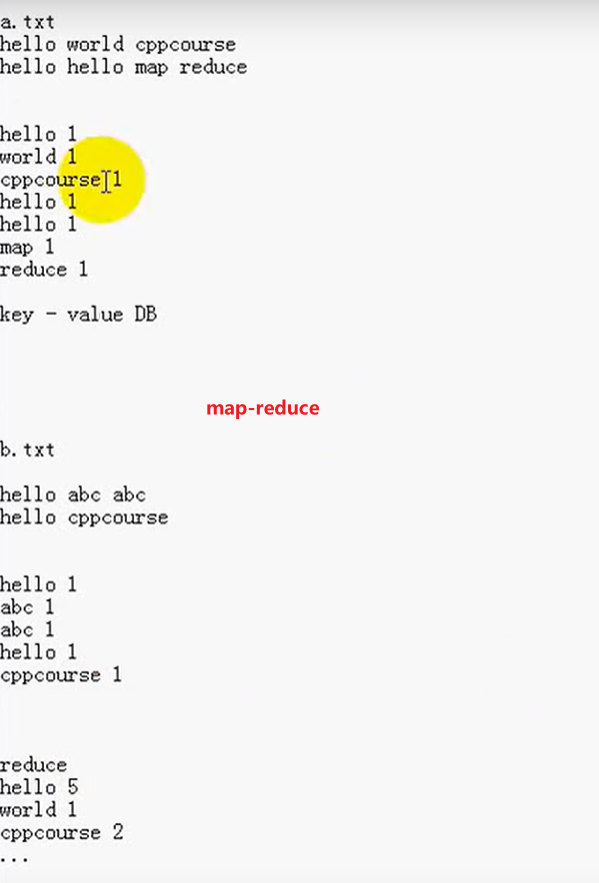 a.txt
hello world cppcourse
hello hello map reduce
hello 1
world 1
cppcourse 1
hello 1
hello 1
map 1
reduce 1
key - value DB
map-reduce
b.txt
hello abc abc
hello cppcourse
hello 1
abc 1
abc 1
hello 1
cppcourse 1
reduce
hello 5
world 1
cppcourse 2
...